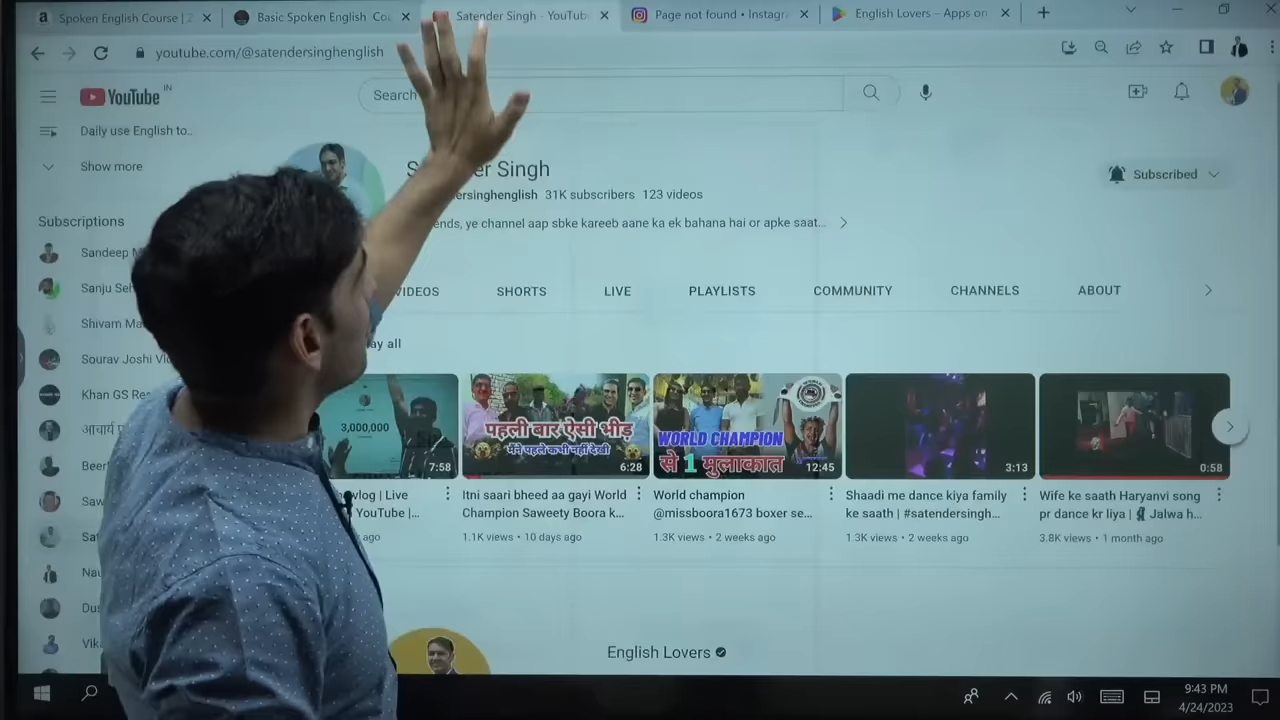 a Spoken English Course | 2
Basic Spoken English Co
Satender Singh - YouTub
Page not found • Instagr
English Lovers – Apps on
youtube.com/@satendersinghenglish
YouTube IN
Search
Daily use English to..
Show more
Singh
ersinghenglish 31K subscribers 123 videos
ends, ye channel aap sbke kareeb aane ka ek bahana hai or apke saat...
Subscribed
Subscriptions
Sandeep M
Sanju Seh
Shivam Ma
Sourav Joshi Vl
Khan GS Re
आचार्य
Beer
Saw
Sat
Nau
Dus
Vika
VIDEOS
SHORTS
LIVE
PLAYLISTS
COMMUNITY
CHANNELS
ABOUT
ay all
3,000,000
7:58
vlog | Live
YouTube |...
ago
पहली बार ऐसी भीड़
मैंने पहले कभी नहीं देखी
6:28
Itni saari bheed aa gayi World
Champion Saweety Boora k...
1.1K views • 10 days ago
WORLD CHAMPION
से 1 मुलाकात
12:45
World champion
@missboora1673 boxer se...
1.3K views • 2 weeks ago
3:13
Shaadi me dance kiya family
ke saath | #satendersingh...
1.3K views • 2 weeks ago
0:58
Wife ke saath Haryanvi song
pr dance kr liya | Jalwa h...
3.8K views • 1 month ago
English Lovers
9:43 PM
4/24/2023